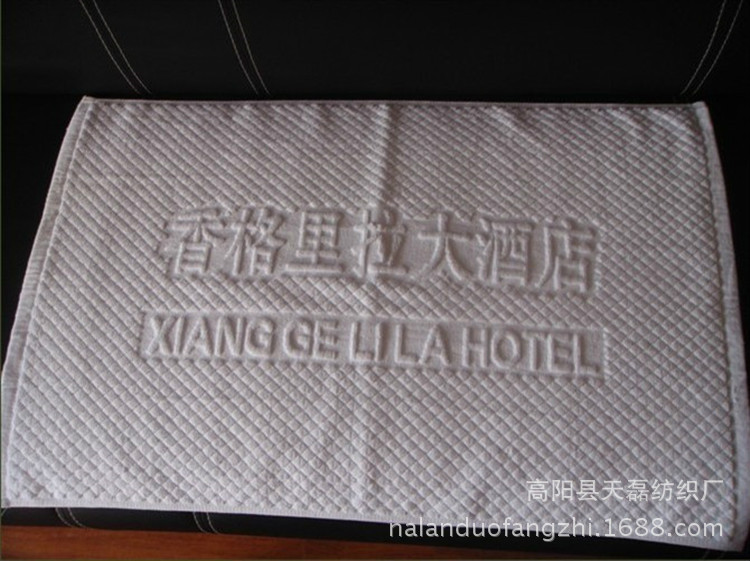 香格里拉大酒店
XIANG GE LI LA HOTEL
高阳县天磊纺织厂
nalanduofangzhi.1688.com